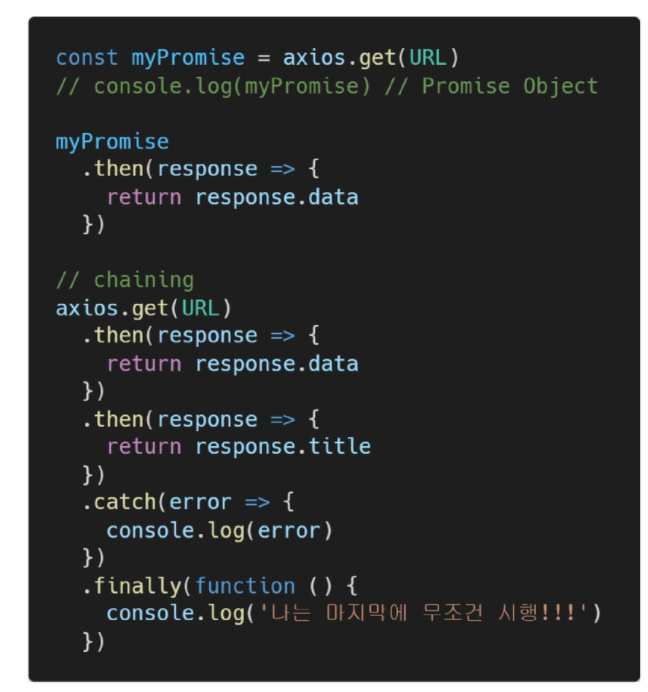 const myPromise = axios.get(URL)
// console.log(myPromise) // Promise Object
myPromise
.then(response => {
return response.data
})
// chaining
axios.get(URL)
.then(response => {
return response.data
})
.then(response => {
return response.title
})
.catch(error => {
console.log(error)
})
.finally(function () {
console.log('나는 마지막에 무조건 시행!!!')
})